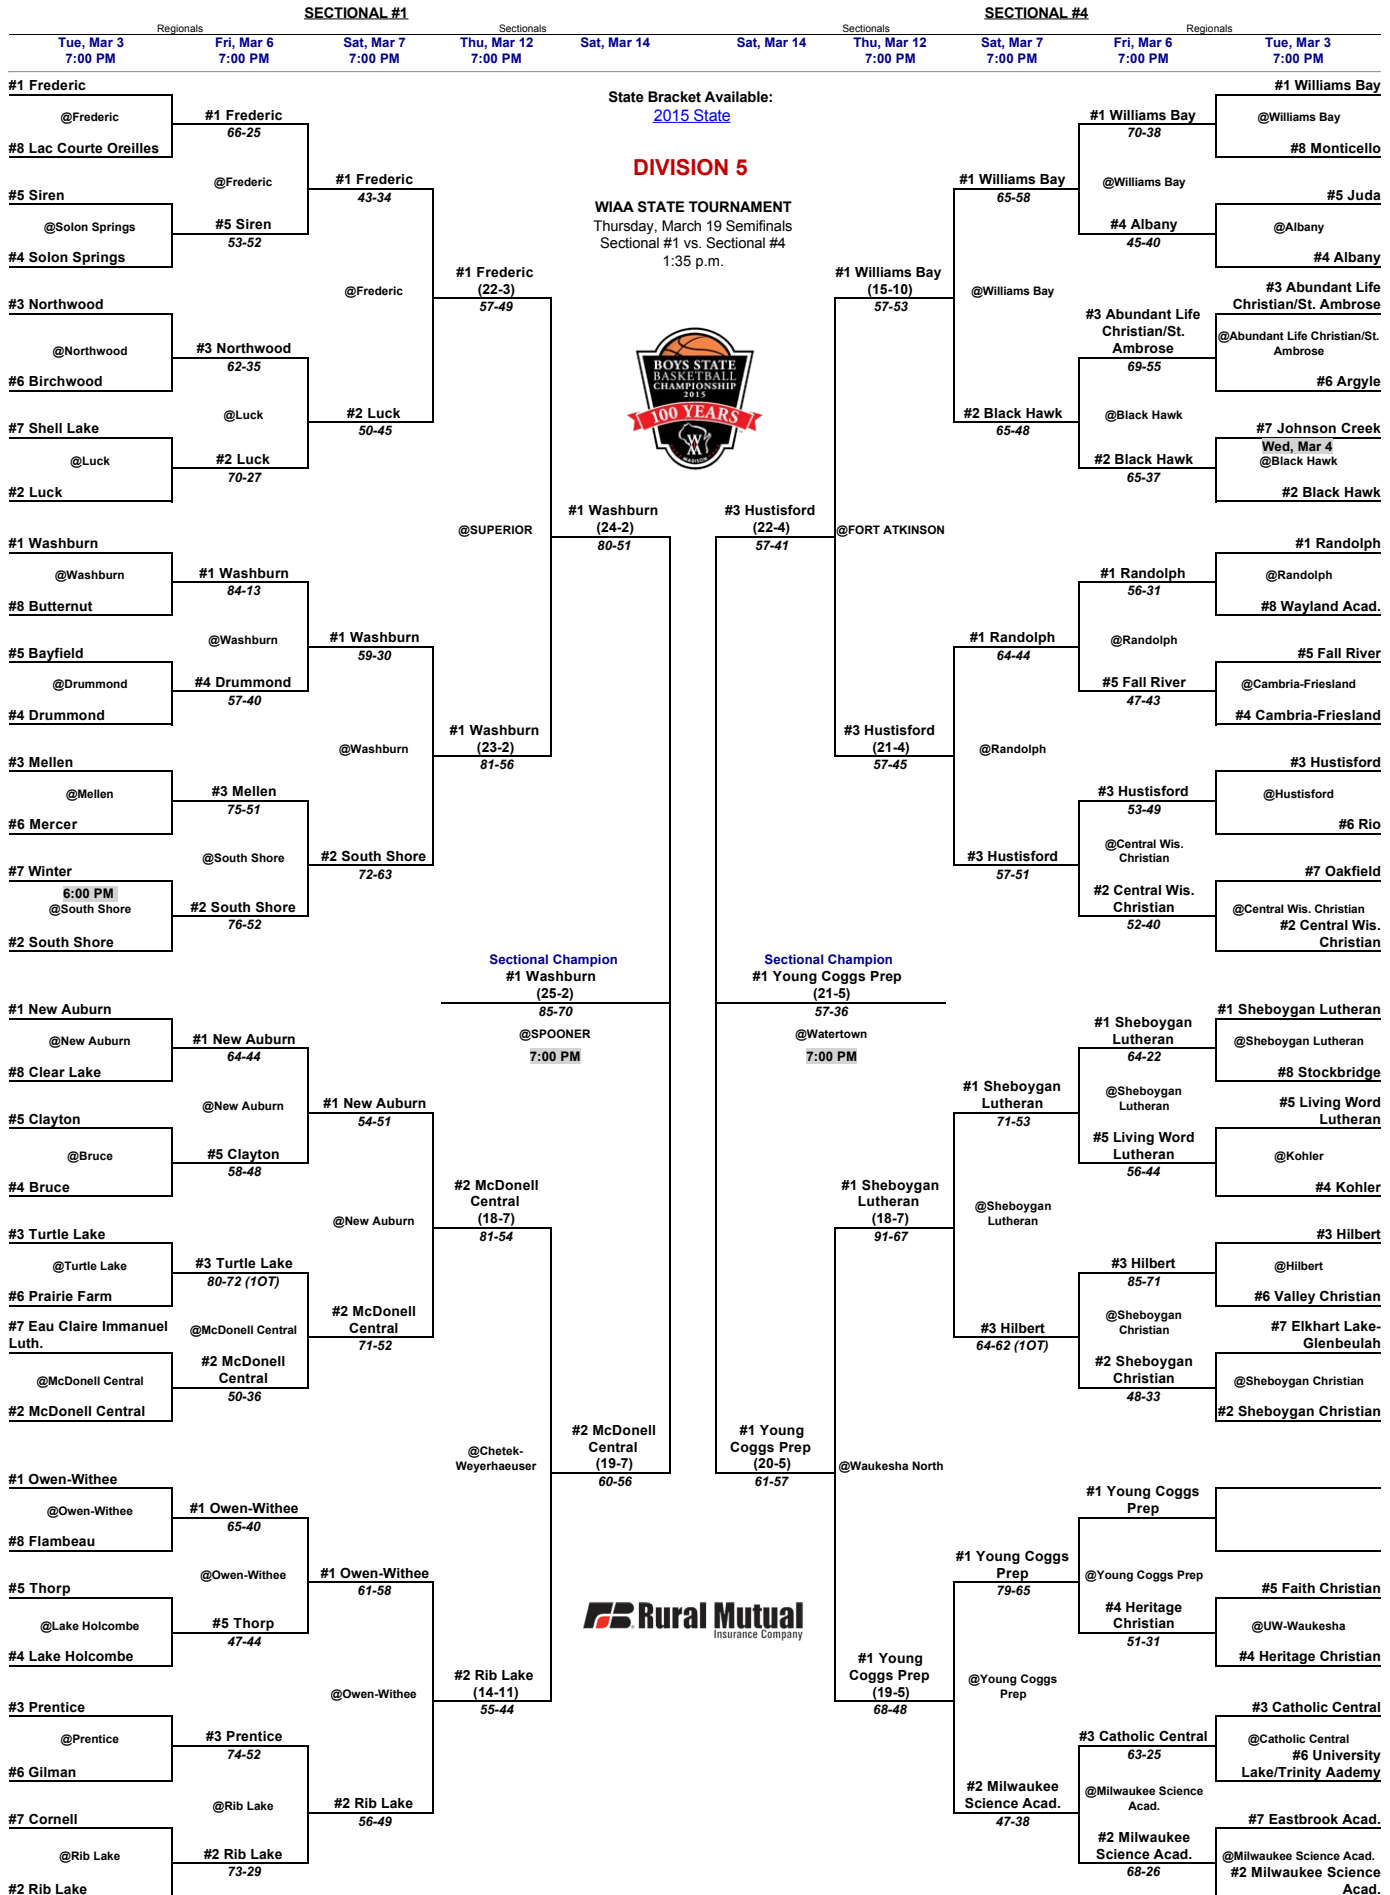 SECTIONAL #1
SECTIONAL #4
Regionals
Sectionals
Sectionals
Regionals
Tue, Mar 3
7:00 PM
Fri, Mar 6
7:00 PM
Sat, Mar 7
7:00 PM
Thu, Mar 12
7:00 PM
Sat, Mar 14
Sat, Mar 14
Thu, Mar 12
7:00 PM
Sat, Mar 7
7:00 PM
Fri, Mar 6
7:00 PM
Tue, Mar 3
7:00 PM
#1 Frederic
@Frederic
#8 Lac Courte Oreilles
#5 Siren
@Solon Springs
#4 Solon Springs
#3 Northwood
@Northwood
#6 Birchwood
#7 Shell Lake
@Luck
#2 Luck
#1 Washburn
@Washburn
#8 Butternut
#5 Bayfield
@Drummond
#4 Drummond
#3 Mellen
@Mellen
#6 Mercer
#7 Winter
6:00 PM
@South Shore
#2 South Shore
#1 New Auburn
@New Auburn
#8 Clear Lake
#5 Clayton
@Bruce
#4 Bruce
#3 Turtle Lake
@Turtle Lake
#6 Prairie Farm
#7 Eau Claire Immanuel
Luth.
@McDonell Central
#2 McDonell Central
#1 Owen-Withee
@Owen-Withee
#8 Flambeau
#5 Thorp
@Lake Holcombe
#4 Lake Holcombe
#3 Prentice
@Prentice
#6 Gilman
#7 Cornell
@Rib Lake
#2 Rib Lake
#1 Frederic
66-25
@Frederic
#5 Siren
53-52
#3 Northwood
62-35
@Luck
#2 Luck
70-27
#1 Washburn
84-13
@Washburn
#4 Drummond
57-40
#3 Mellen
75-51
@South Shore
#2 South Shore
76-52
#1 New Auburn
64-44
@New Auburn
#5 Clayton
58-48
#3 Turtle Lake
80-72 (1OT)
@McDonell Central
#2 McDonell
Central
50-36
#1 Owen-Withee
65-40
@Owen-Withee
#5 Thorp
47-44
#3 Prentice
74-52
@Rib Lake
#2 Rib Lake
73-29
#1 Frederic
43-34
@Frederic
#2 Luck
50-45
#1 Washburn
59-30
@Washburn
#2 South Shore
72-63
#1 New Auburn
54-51
@New Auburn
#2 McDonell
Central
71-52
#1 Owen-Withee
61-58
@Owen-Withee
#2 Rib Lake
56-49
#1 Frederic
(22-3)
57-49
@SUPERIOR
#1 Washburn
(23-2)
81-56
#2 McDonell
Central
(18-7)
81-54
@Chetek-
Weyerhaeuser
#2 Rib Lake
(14-11)
55-44
#1 Washburn
(24-2)
80-51
Sectional Champion
#1 Washburn
(25-2)
85-70
@SPOONER
7:00 PM
#2 McDonell
Central
(19-7)
60-56
State Bracket Available:
2015 State
DIVISION 5
WIAA STATE TOURNAMENT
Thursday, March 19 Semifinals
Sectional #1 vs. Sectional #4
1:35 p.m.
BOYS STATE
BASKETBALL
CHAMPIONSHIP
2015
100 YEARS
MADISON
Rural Mutual
Insurance Company
#3 Hustisford
(22-4)
57-41
Sectional Champion
#1 Young Coggs Prep
(21-5)
57-36
@Watertown
7:00 PM
#1 Young
Coggs Prep
(20-5)
61-57
#1 Williams Bay
(15-10)
57-53
@FORT ATKINSON
#3 Hustisford
(21-4)
57-45
#1 Sheboygan
Lutheran
(18-7)
91-67
@Waukesha North
#1 Young
Coggs Prep
(19-5)
68-48
#1 Williams Bay
65-58
@Williams Bay
#2 Black Hawk
65-48
#1 Randolph
64-44
@Randolph
#3 Hustisford
57-51
#1 Sheboygan
Lutheran
71-53
@Sheboygan
Lutheran
#3 Hilbert
64-62 (1OT)
#1 Young Coggs
Prep
79-65
@Young Coggs
Prep
#2 Milwaukee
Science Acad.
47-38
#1 Williams Bay
70-38
@Williams Bay
#4 Albany
45-40
#3 Abundant Life
Christian/St.
Ambrose
69-55
@Black Hawk
#2 Black Hawk
65-37
#1 Randolph
56-31
@Randolph
#5 Fall River
47-43
#3 Hustisford
53-49
@Central Wis.
Christian
#2 Central Wis.
Christian
52-40
#1 Sheboygan
Lutheran
64-22
@Sheboygan
Lutheran
#5 Living Word
Lutheran
56-44
#3 Hilbert
85-71
@Sheboygan
Christian
#2 Sheboygan
Christian
48-33
#1 Young Coggs
Prep
@Young Coggs Prep
#4 Heritage
Christian
51-31
#3 Catholic Central
63-25
@Milwaukee Science
Acad.
#2 Milwaukee
Science Acad.
68-26
#1 Williams Bay
@Williams Bay
#8 Monticello
#5 Juda
@Albany
#4 Albany
#3 Abundant Life
Christian/St. Ambrose
@Abundant Life Christian/St.
Ambrose
#6 Argyle
#7 Johnson Creek
Wed, Mar 4
@Black Hawk
#2 Black Hawk
#1 Randolph
@Randolph
#8 Wayland Acad.
#5 Fall River
@Cambria-Friesland
#4 Cambria-Friesland
#3 Hustisford
@Hustisford
#6 Rio
#7 Oakfield
@Central Wis. Christian
#2 Central Wis.
Christian
#1 Sheboygan Lutheran
@Sheboygan Lutheran
#8 Stockbridge
#5 Living Word
Lutheran
@Kohler
#4 Kohler
#3 Hilbert
@Hilbert
#6 Valley Christian
#7 Elkhart Lake-
Glenbeulah
@Sheboygan Christian
#2 Sheboygan Christian
#5 Faith Christian
@UW-Waukesha
#4 Heritage Christian
#3 Catholic Central
@Catholic Central
#6 University
Lake/Trinity Aademy
#7 Eastbrook Acad.
@Milwaukee Science Acad.
#2 Milwaukee Science
Acad.